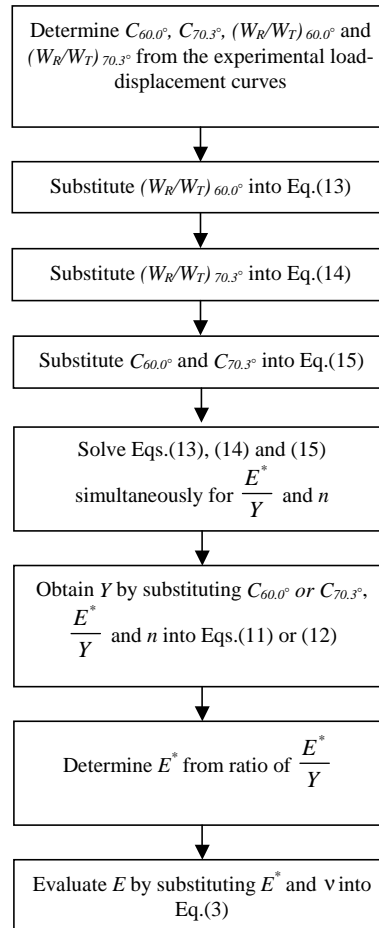 Determine C60.0°, C70.3°, (WR/WT) 60.0° and
(WR/WT) 70.3° from the experimental load-
displacement curves
Substitute (WR/WT) 60.0° into Eq.(13)
Substitute (WR/WT) 70.3° into Eq.(14)
Substitute C60.0° and C70.3° into Eq.(15)
Solve Eqs.(13), (14) and (15)
simultaneously for E*/Y and n
Obtain Y by substituting C60.0° or C70.3°,
E*/Y and n into Eqs.(11) or (12)
Determine E* from ratio of E*/Y
Evaluate E by substituting E* and ν into
Eq.(3)